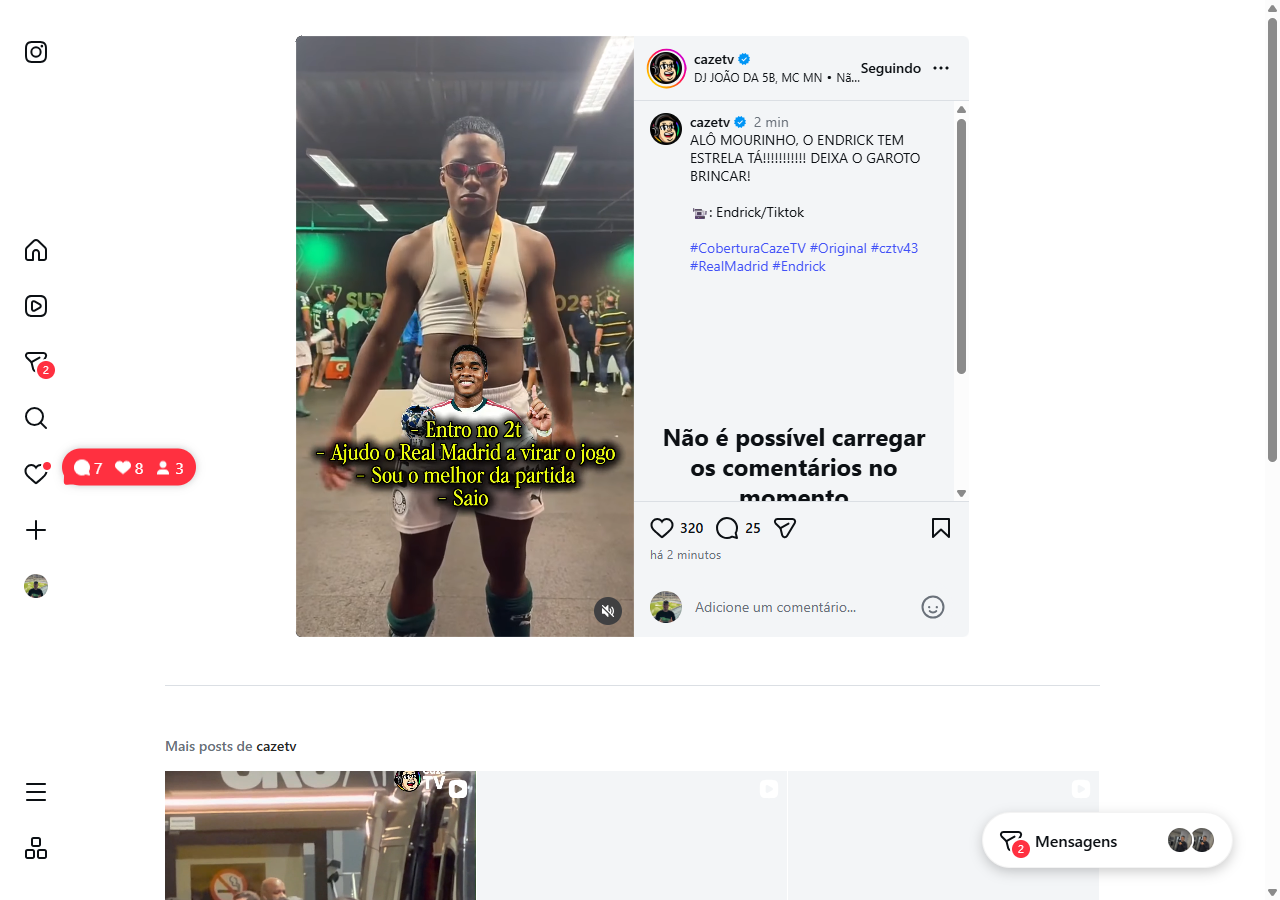 cazetv
DJ JOÃO DA 5B, MC MN • Nã...
Seguindo
cazetv 2 min
ALÔ MOURINHO, O ENDRICK TEM
ESTRELA TÁ!!!!!!!!!!! DEIXA O GAROTO
BRINCAR!
: Endrick/Tiktok
#CoberturaCazeTV #Original #cztv43
#RealMadrid #Endrick
Não é possível carregar
os comentários no
momento
- Entro no 2t
- Ajudo o Real Madrid a virar o jogo
- Sou o melhor da partida
- Saio
320 25
há 2 minutos
Adicione um comentário...
2
7 8 3
Mais posts de cazetv
TV
2
Mensagens